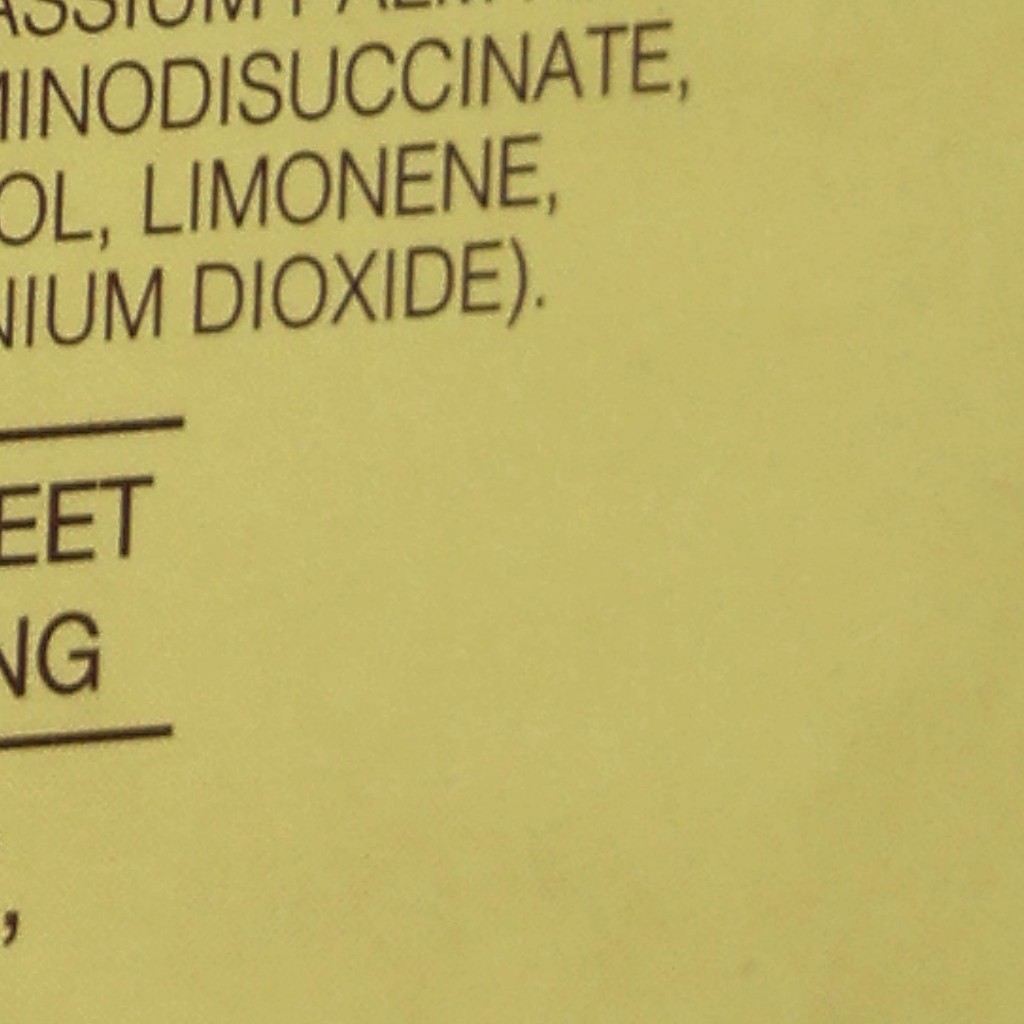 MINODISUCCINATE,
OL, LIMONENE,
NIUM DIOXIDE).
EET
NG
,